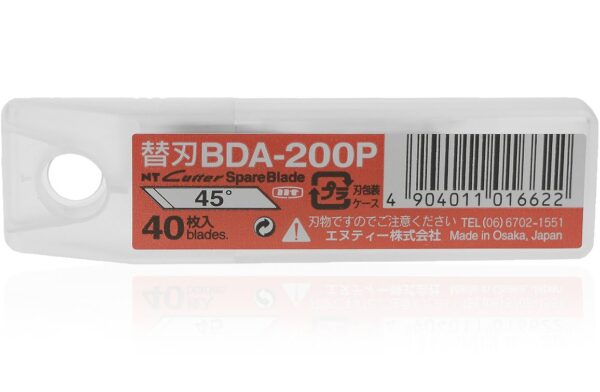 替刃BDA-200P
NT Cutter Spare Blade
45°
40枚入
blades.
プラ
刃包装
ケース
4 904011 016622
刃物ですのでご注意ください TEL (06) 6702-1551
エヌティー株式会社 Made in Osaka, Japan